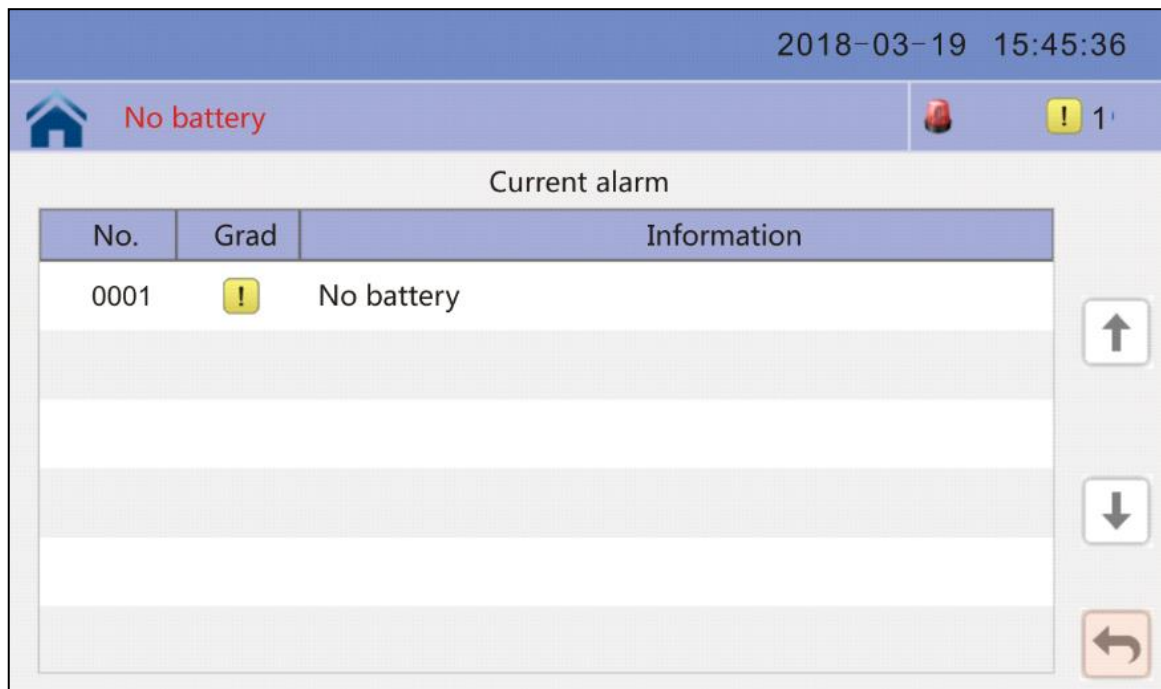 2018-03-19 15:45:36
No battery ! 1
Current alarm
No. Grad Information
0001 ! No battery